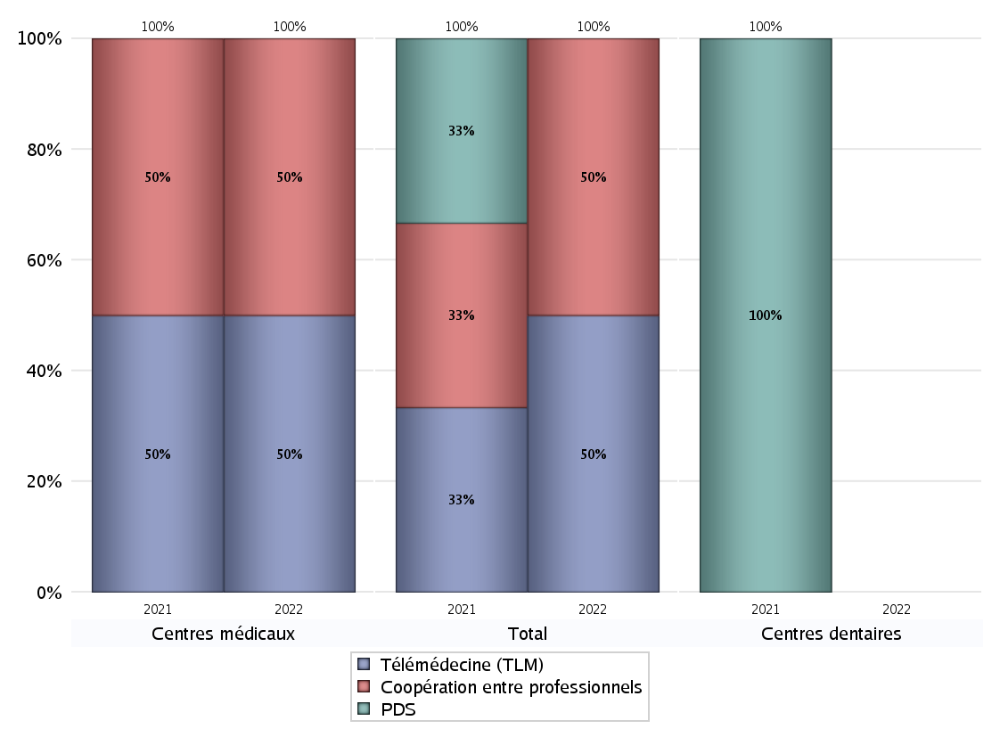 100% 100% 100% 100% 100%
100%
80%
60%
40%
20%
0%
50% 50% 33% 50%
33% 100%
50% 50% 33% 50%
2021 2022 2021 2022 2021 2022
Centres médicaux Total Centres dentaires
Télémédecine (TLM)
Coopération entre professionnels
PDS